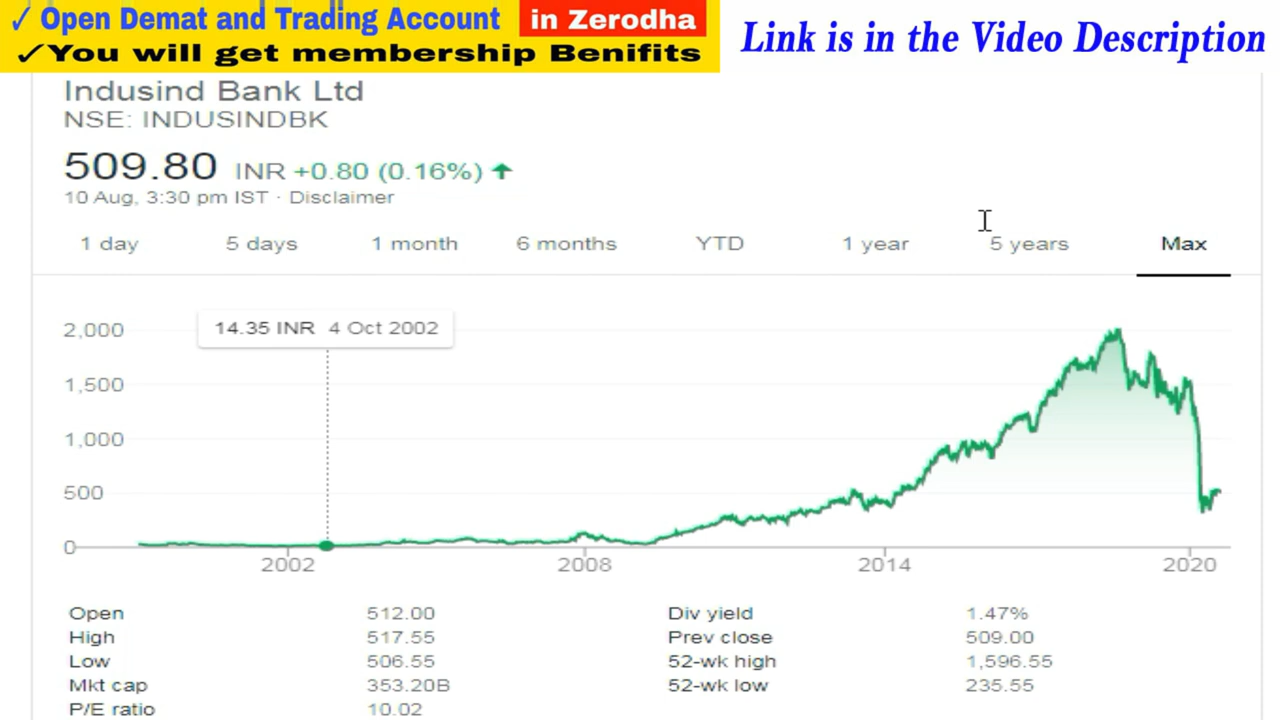 ✓ Open Demat and Trading Account in Zerodha
✓You will get membership Benifits
Link is in the Video Description
Indusind Bank Ltd
NSE: INDUSINDBK
509.80 INR +0.80 (0.16%) ↑
10 Aug, 3:30 pm IST · Disclaimer
1 day 5 days 1 month 6 months YTD 1 year 5 years Max
14.35 INR 4 Oct 2002
2,000
1,500
1,000
500
0
2002 2008 2014 2020
Open 512.00 Div yield 1.47%
High 517.55 Prev close 509.00
Low 506.55 52-wk high 1,596.55
Mkt cap 353.20B 52-wk low 235.55
P/E ratio 10.02